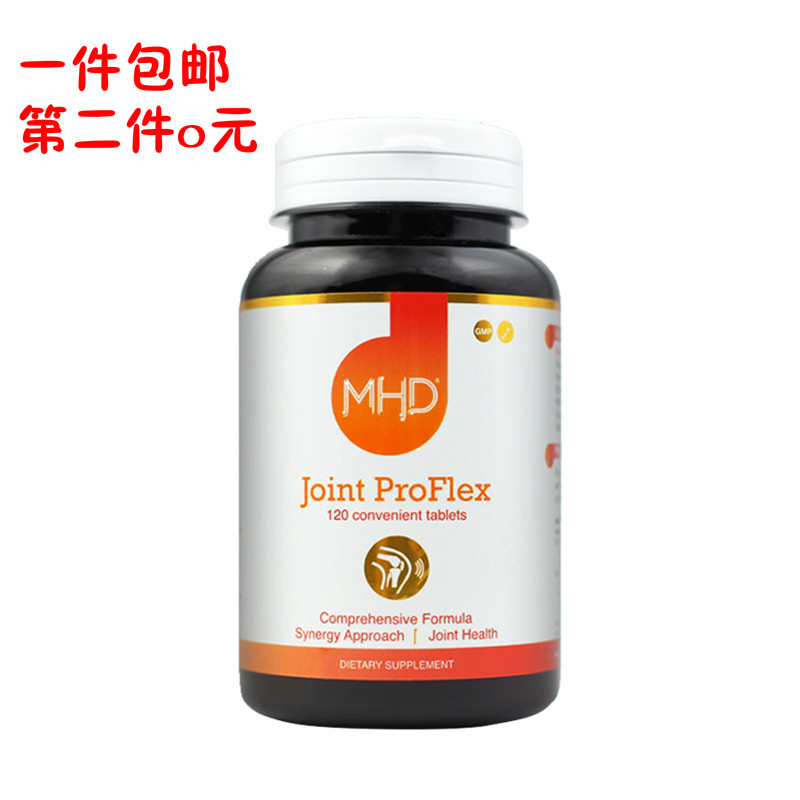 一件包邮
第二件0元
GMP
MHD®
Joint ProFlex
120 convenient tablets
Comprehensive Formula
Synergy Approach | Joint Health
DIETARY SUPPLEMENT